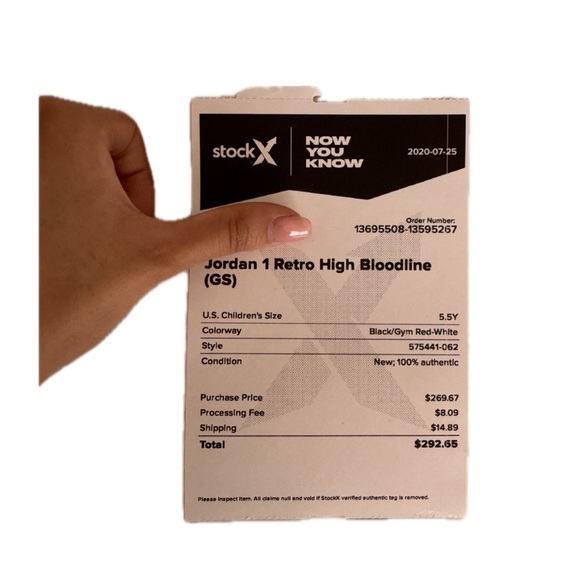 stockX
NOW
YOU
KNOW
2020-07-25
Order Number:
13695508-13595267
Jordan 1 Retro High Bloodline
(GS)
U.S. Children's Size 5.5Y
Colorway Black/Gym Red-White
Style 575441-062
Condition New; 100% authentic
Purchase Price $269.67
Processing Fee $8.09
Shipping $14.89
Total $292.65
Please inspect item. All claims null and void if StockX verified authentic tag is removed.